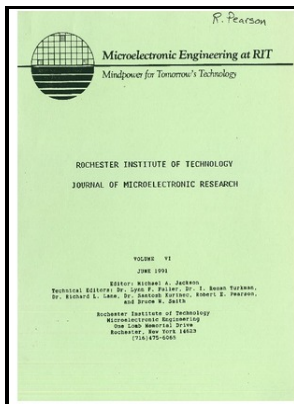 R. Pearson
Microelectronic Engineering at RIT
Mindpower for Tomorrow's Technology
ROCHESTER INSTITUTE OF TECHNOLOGY
JOURNAL OF MICROELECTRONIC RESEARCH
VOLUME VI
JUNE 1991
Editor: Michael A. Jackson
Technical Editors: Dr. Lynn F. Fuller, Dr. I. Renan Turkman,
Dr. Richard L. Lane, Dr. Santosh Kurinec, Robert E. Pearson,
and Bruce W. Smith
Rochester Institute of Technology
Microelectronic Engineering
One Lomb Memorial Drive
Rochester, New York 14623
(716)475-6065